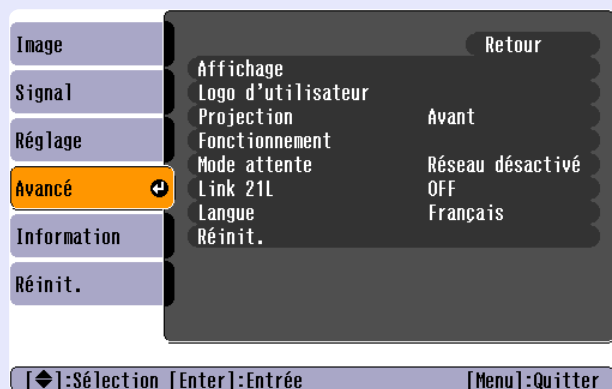 Image
Signal
Réglage
Avancé
Information
Réinit.
Retour
Affichage
Logo d'utilisateur
Projection Avant
Fonctionnement
Mode attente Réseau désactivé
Link 21L OFF
Langue Français
Réinit.
[◆]:Sélection [Enter]:Entrée [Menu]:Quitter